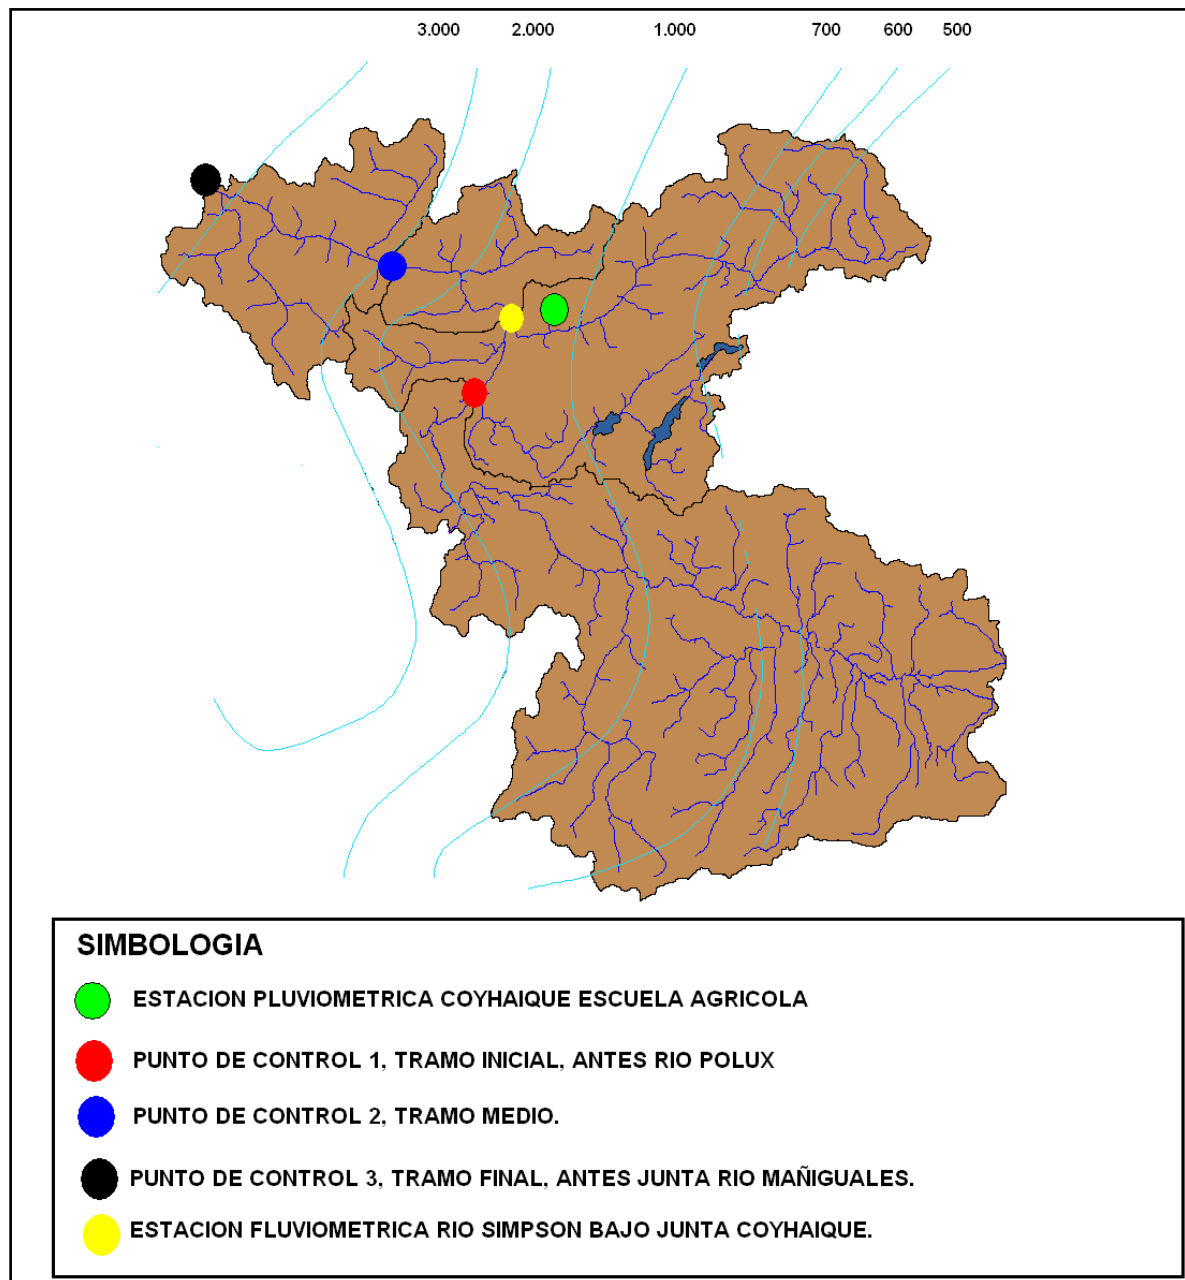 3.000 2.000 1.000 700 600 500
SIMBOLOGIA
ESTACION PLUVIOMETRICA COYHAIQUE ESCUELA AGRICOLA
PUNTO DE CONTROL 1, TRAMO INICIAL, ANTES RIO POLUX
PUNTO DE CONTROL 2, TRAMO MEDIO.
PUNTO DE CONTROL 3, TRAMO FINAL, ANTES JUNTA RIO MAÑIGUALES.
ESTACION FLUVIOMETRICA RIO SIMPSON BAJO JUNTA COYHAIQUE.